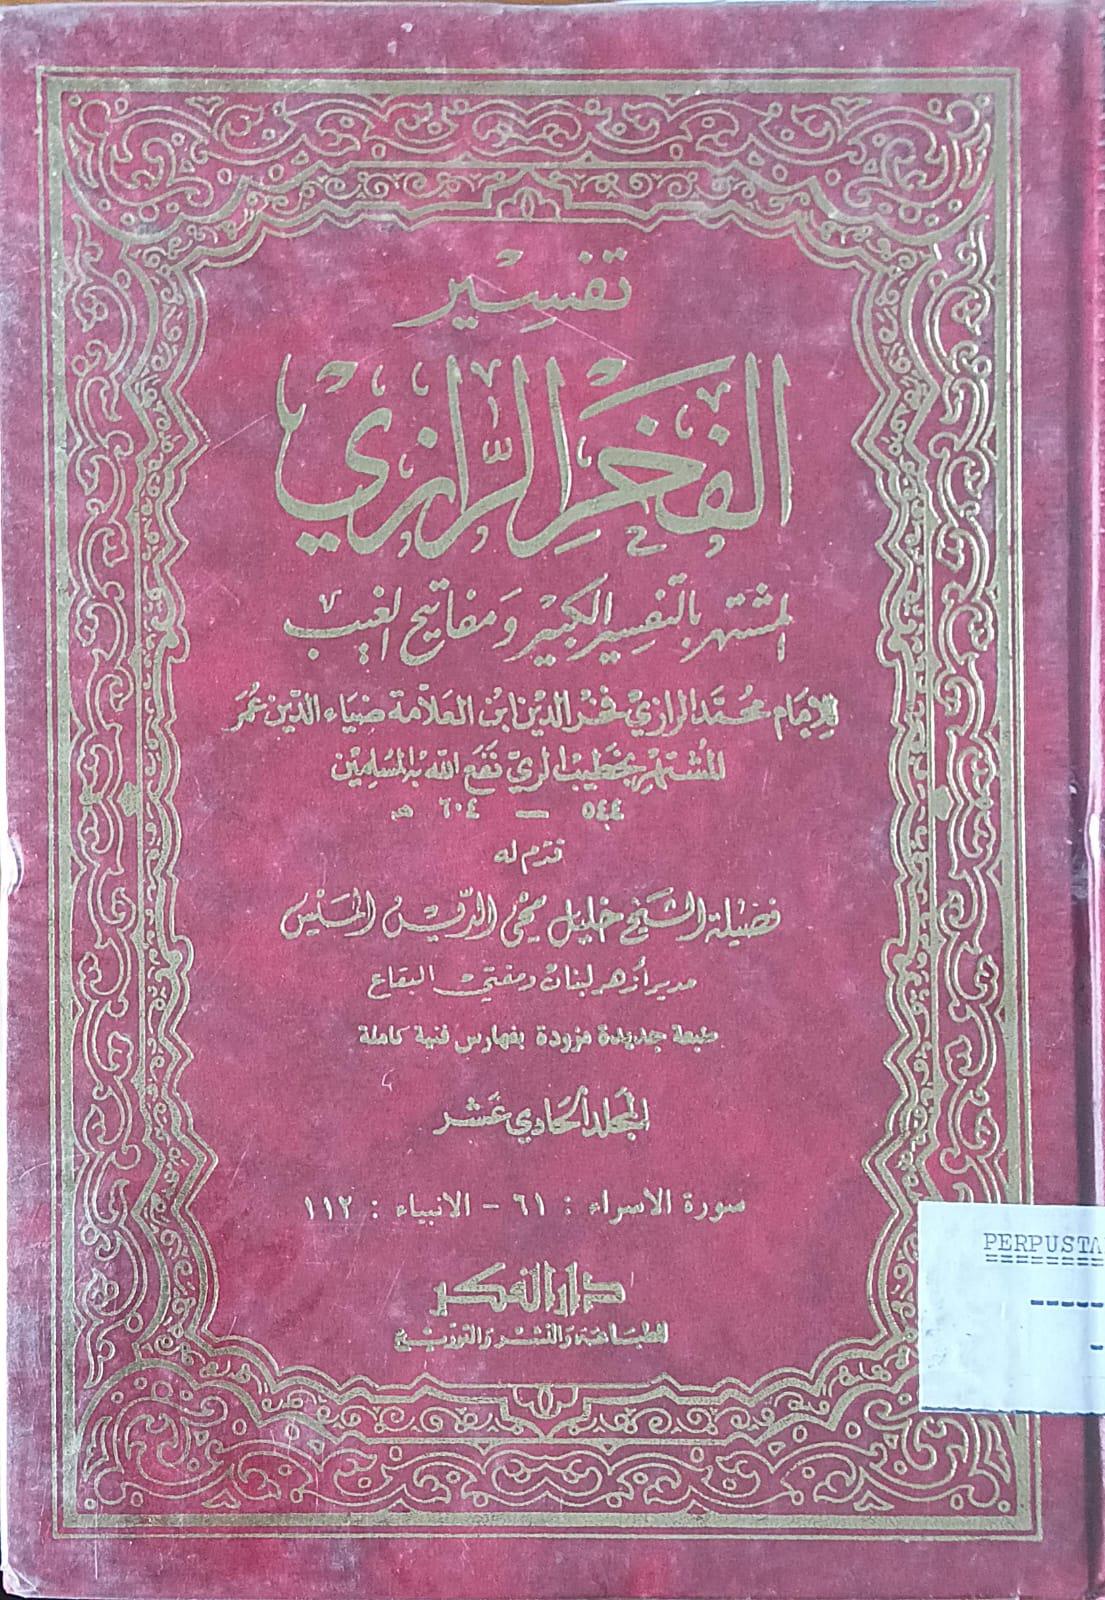 تفسير
الفخر الرازي
المشتهر بالتفسير الكبير ومفاتيح الغيب
للإمام محمد الرازي فخر الدين ابن العلامة ضياء الدين عمر
المشتهر بخطيب الري نفع الله به المسلمين
٥٤٤ — ٦٠٤ هـ
قدم له
فضيلة الشيخ خليل محي الدين الميس
مدير أزهر لبنان ومفتي البقاع
طبعة جديدة مزودة بفهارس فنية كاملة
المجلد الحادي عشر
سورة الاسراء : ٦١ - الانبياء : ١١٢
دار الفكر
للطباعة والنشر والتوزيع
PERPUSTA